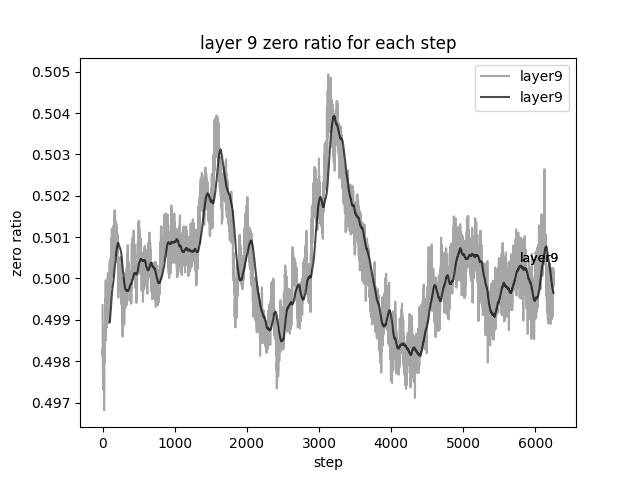 layer 9 zero ratio for each step
layer9
layer9
0.505
0.504
0.503
0.502
0.501
0.500
0.499
0.498
0.497
zero ratio
layer9
0
1000
2000
3000
4000
5000
6000
step